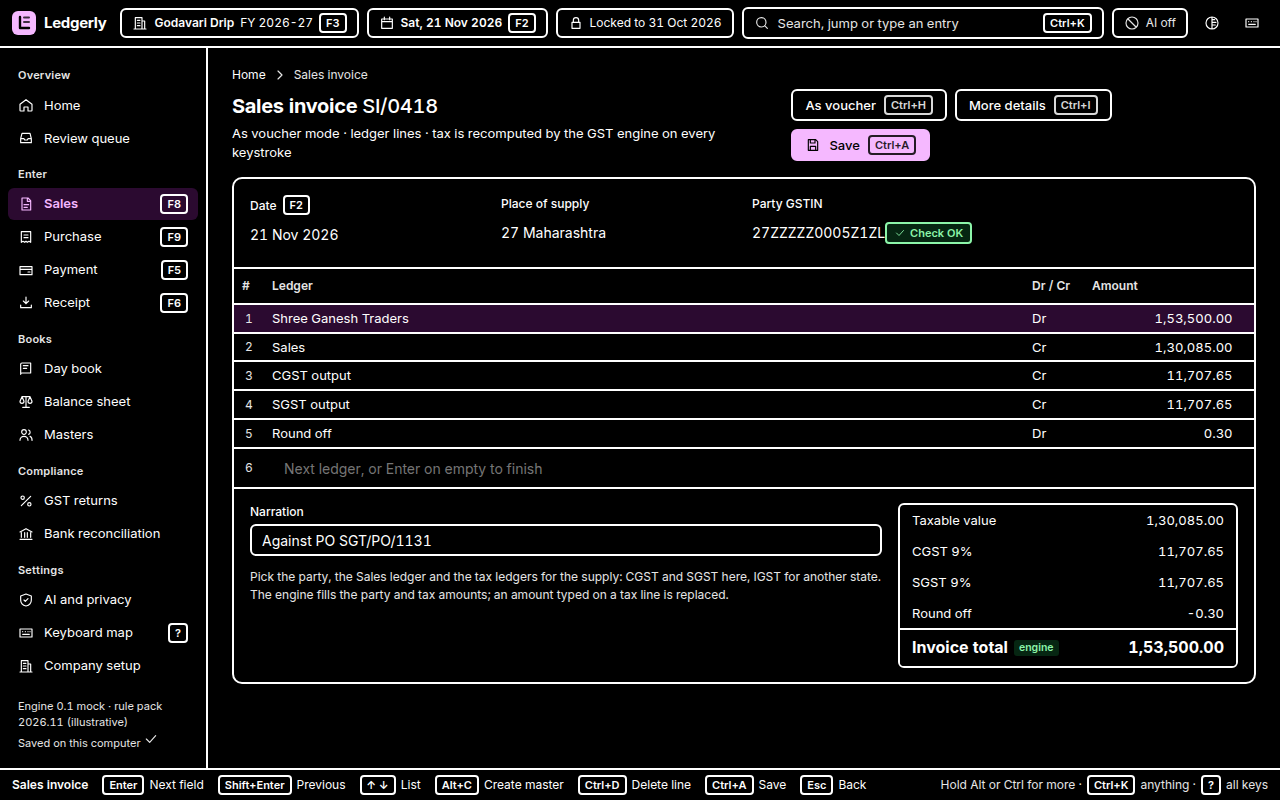 Ledgerly
Godavari Drip FY 2026-27 F3
Sat, 21 Nov 2026 F2
Locked to 31 Oct 2026
Search, jump or type an entry Ctrl+K
AI off
Overview
Home
Review queue
Enter
Sales F8
Purchase F9
Payment F5
Receipt F6
Books
Day book
Balance sheet
Masters
Compliance
GST returns
Bank reconciliation
Settings
AI and privacy
Keyboard map ?
Company setup
Engine 0.1 mock · rule pack
2026.11 (illustrative)
Saved on this computer
Home > Sales invoice
Sales invoice SI/0418
As voucher mode · ledger lines · tax is recomputed by the GST engine on every
keystroke
As voucher Ctrl+H
More details Ctrl+I
Save Ctrl+A
Date F2
21 Nov 2026
Place of supply
27 Maharashtra
Party GSTIN
27ZZZZZ0005Z1ZL Check OK
# Ledger Dr / Cr Amount
1 Shree Ganesh Traders Dr 1,53,500.00
2 Sales Cr 1,30,085.00
3 CGST output Cr 11,707.65
4 SGST output Cr 11,707.65
5 Round off Dr 0.30
6 Next ledger, or Enter on empty to finish
Narration
Against PO SGT/PO/1131
Pick the party, the Sales ledger and the tax ledgers for the supply: CGST and SGST here, IGST for another state.
The engine fills the party and tax amounts; an amount typed on a tax line is replaced.
Taxable value 1,30,085.00
CGST 9% 11,707.65
SGST 9% 11,707.65
Round off -0.30
Invoice total engine 1,53,500.00
Sales invoice Enter Next field Shift+Enter Previous ↑↓ List Alt+C Create master Ctrl+D Delete line Ctrl+A Save Esc Back Hold Alt or Ctrl for more · Ctrl+K anything · ? all keys